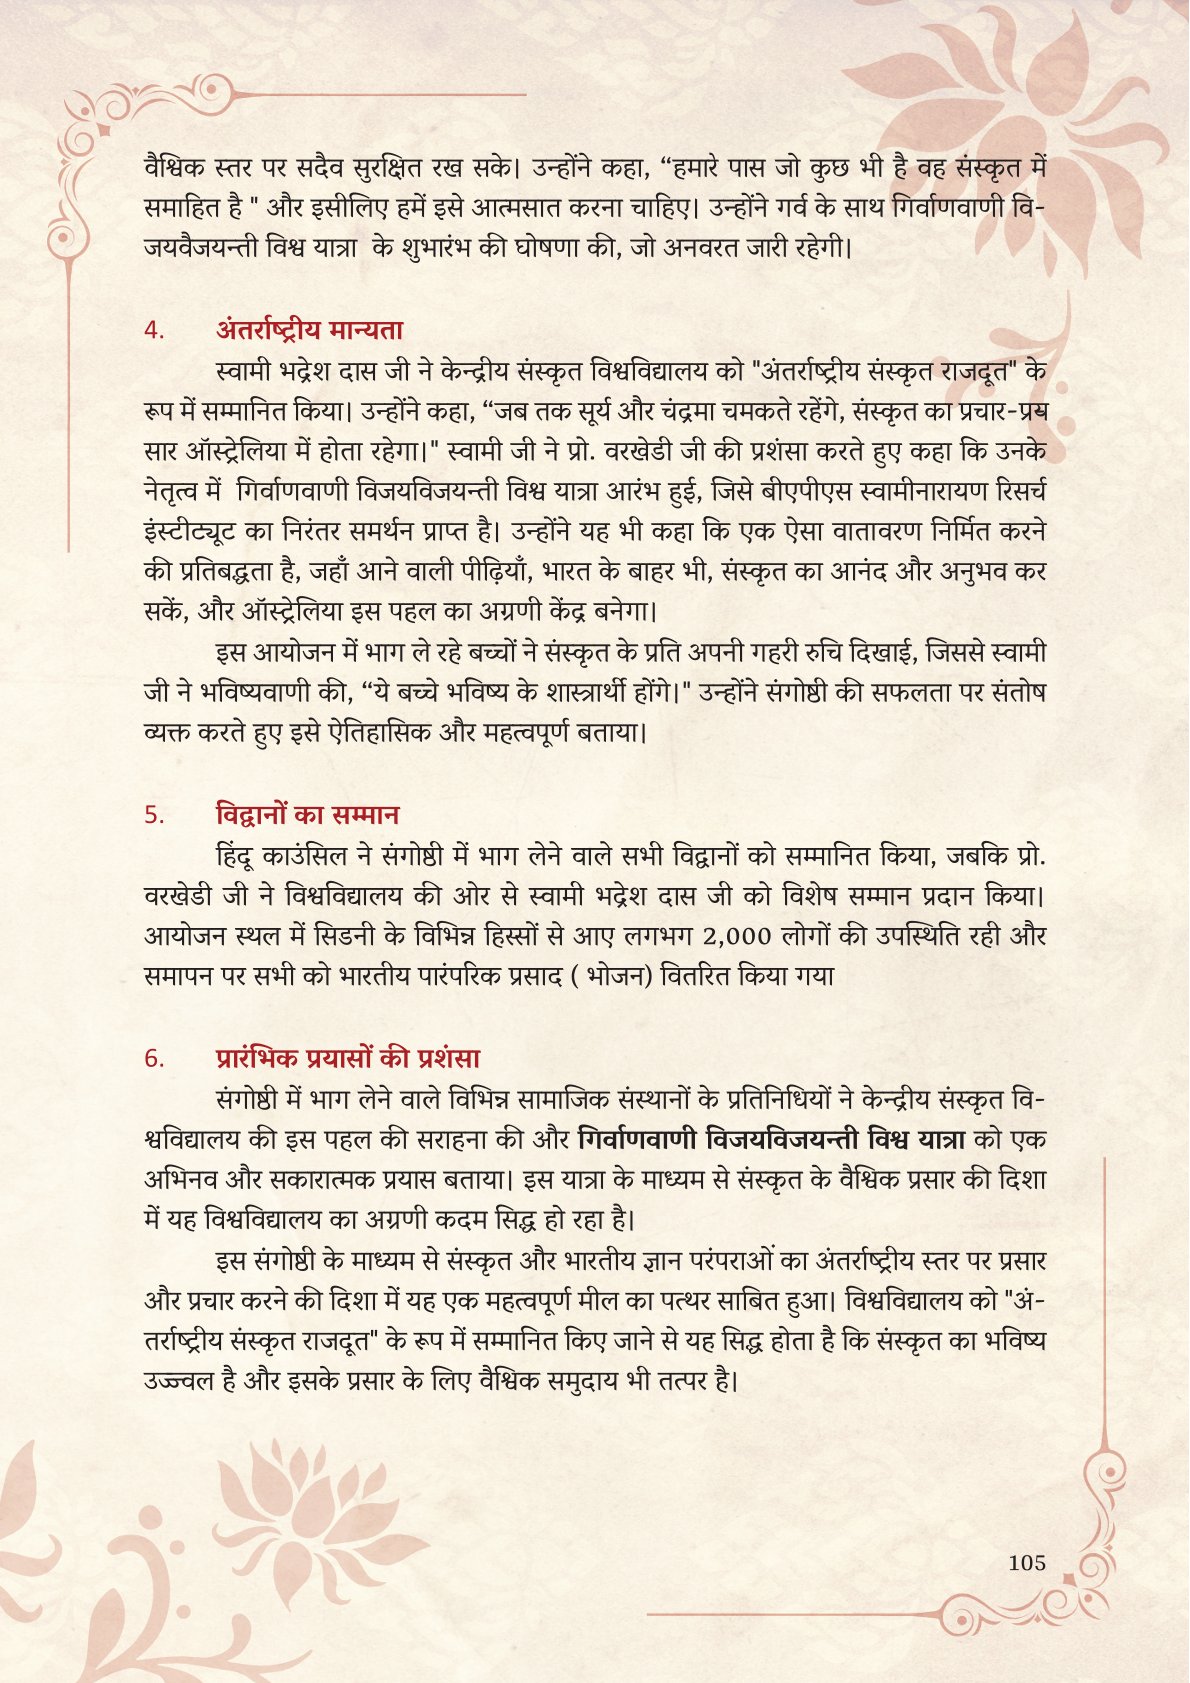 वैश्विक स्तर पर सदैव सुरक्षित रख सके। उन्होंने कहा, “हमारे पास जो कुछ भी है वह संस्कृत में
समाहित है " और इसीलिए हमें इसे आत्मसात करना चाहिए। उन्होंने गर्व के साथ गिर्वाणवाणी वि-
जयवैजयन्ती विश्व यात्रा  के शुभारंभ की घोषणा की, जो अनवरत जारी रहेगी।
4. अंतर्राष्ट्रीय मान्यता
स्वामी भद्रेश दास जी ने केन्द्रीय संस्कृत विश्वविद्यालय को "अंतर्राष्ट्रीय संस्कृत राजदूत" के
रूप में सम्मानित किया। उन्होंने कहा, “जब तक सूर्य और चंद्रमा चमकते रहेंगे, संस्कृत का प्रचार-प्र-
सार ऑस्ट्रेलिया में होता रहेगा।" स्वामी जी ने प्रो. वरखेडी जी की प्रशंसा करते हुए कहा कि उनके
नेतृत्व में  गिर्वाणवाणी विजयविजयन्ती विश्व यात्रा आरंभ हुई, जिसे बीएपीएस स्वामीनारायण रिसर्च
इंस्टीट्यूट का निरंतर समर्थन प्राप्त है। उन्होंने यह भी कहा कि एक ऐसा वातावरण निर्मित करने
की प्रतिबद्धता है, जहाँ आने वाली पीढ़ियाँ, भारत के बाहर भी, संस्कृत का आनंद और अनुभव कर
सकें, और ऑस्ट्रेलिया इस पहल का अग्रणी केंद्र बनेगा।
इस आयोजन में भाग ले रहे बच्चों ने संस्कृत के प्रति अपनी गहरी रुचि दिखाई, जिससे स्वामी
जी ने भविष्यवाणी की, “ये बच्चे भविष्य के शास्त्रार्थी होंगे।" उन्होंने संगोष्ठी की सफलता पर संतोष
व्यक्त करते हुए इसे ऐतिहासिक और महत्वपूर्ण बताया।
5. विद्वानों का सम्मान
हिंदू काउंसिल ने संगोष्ठी में भाग लेने वाले सभी विद्वानों को सम्मानित किया, जबकि प्रो.
वरखेडी जी ने विश्वविद्यालय की ओर से स्वामी भद्रेश दास जी को विशेष सम्मान प्रदान किया।
आयोजन स्थल में सिडनी के विभिन्न हिस्सों से आए लगभग 2,000 लोगों की उपस्थिति रही और
समापन पर सभी को भारतीय पारंपरिक प्रसाद ( भोजन) वितरित किया गया
6. प्रारंभिक प्रयासों की प्रशंसा
संगोष्ठी में भाग लेने वाले विभिन्न सामाजिक संस्थानों के प्रतिनिधियों ने केन्द्रीय संस्कृत वि-
श्वविद्यालय की इस पहल की सराहना की और गिर्वाणवाणी विजयविजयन्ती विश्व यात्रा को एक
अभिनव और सकारात्मक प्रयास बताया। इस यात्रा के माध्यम से संस्कृत के वैश्विक प्रसार की दिशा
में यह विश्वविद्यालय का अग्रणी कदम सिद्ध हो रहा है।
इस संगोष्ठी के माध्यम से संस्कृत और भारतीय ज्ञान परंपराओं का अंतर्राष्ट्रीय स्तर पर प्रसार
और प्रचार करने की दिशा में यह एक महत्वपूर्ण मील का पत्थर साबित हुआ। विश्वविद्यालय को "अं-
तर्राष्ट्रीय संस्कृत राजदूत" के रूप में सम्मानित किए जाने से यह सिद्ध होता है कि संस्कृत का भविष्य
उज्ज्वल है और इसके प्रसार के लिए वैश्विक समुदाय भी तत्पर है।
105